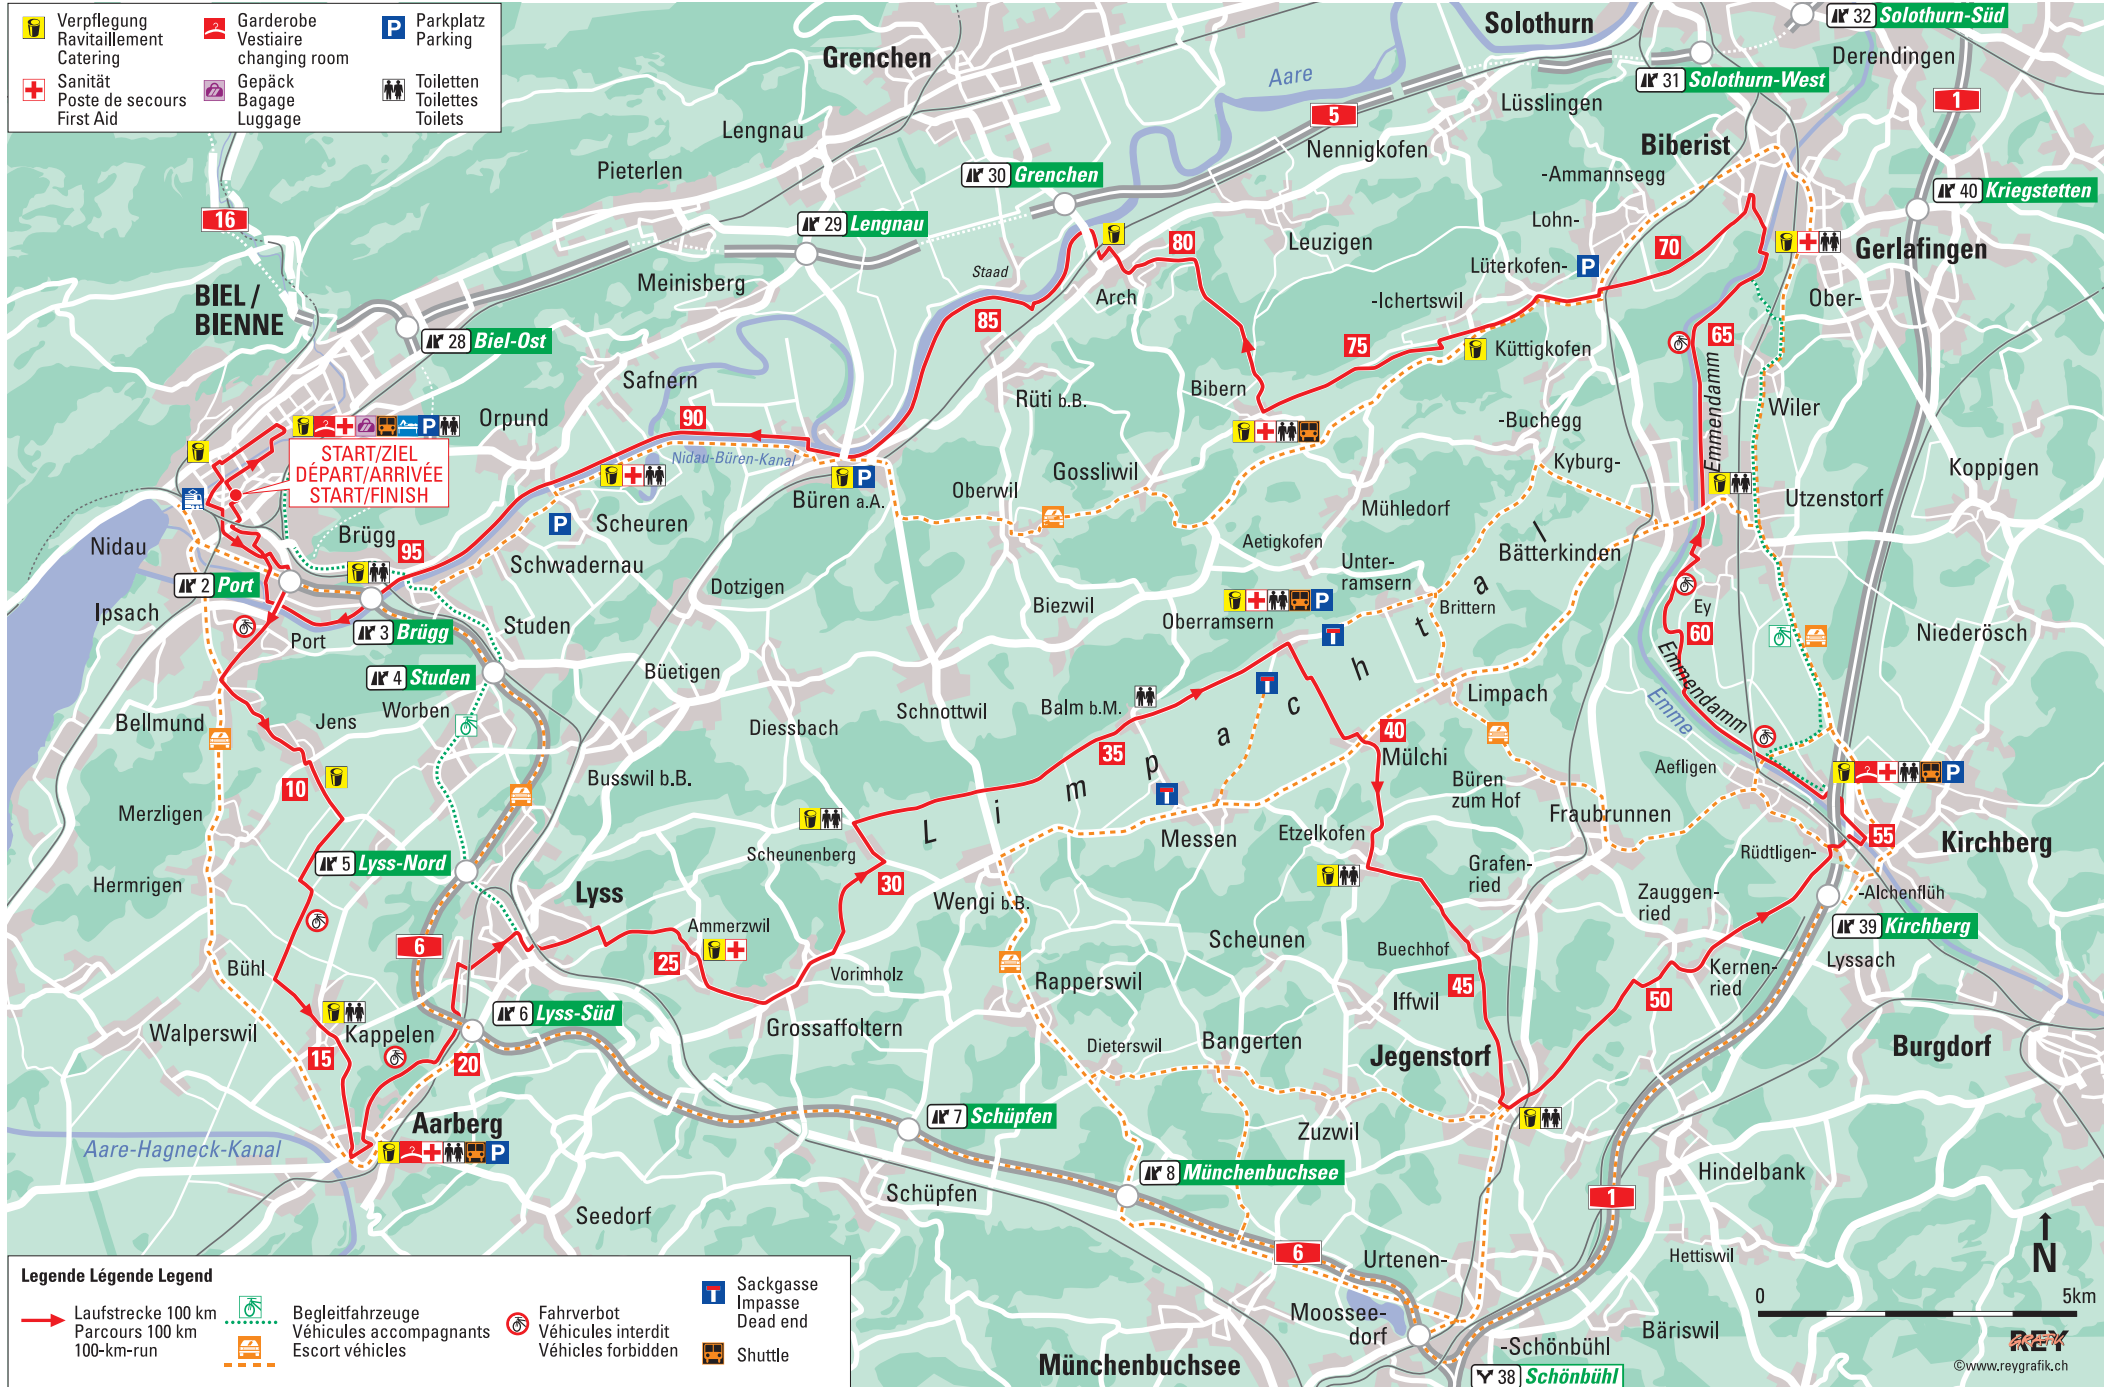 Verpflegung
Ravitaillement
Catering
Garderobe
Vestiaire
changing room
P
Parkplatz
Parking
Sanität
Poste de secours
First Aid
Gepäck
Bagage
Luggage
Toiletten
Toilettes
Toilets
Solothurn
32 Solothurn-Süd
Derendingen
Grenchen
Aare
31 Solothurn-West
Lüsslingen
1
5
Lengnau
Biberist
Nennigkofen
Pieterlen
30 Grenchen
-Ammannsegg
40 Kriegstetten
16
29 Lengnau
Lohn-
80
Leuzigen
70
Gerlafingen
Staad
Lüterkofen-
P
Meinisberg
BIEL /
BIENNE
Arch
-Ichertswil
Ober-
85
65
28 Biel-Ost
75
Küttigkofen
Emmendamm
Safnern
Bibern
Rüti b.B.
Wiler
90
Orpund
-Buchegg
P
START/ZIEL
DÉPART/ARRIVÉE
START/FINISH
Nidau-Büren-Kanal
Gossliwil
Kyburg-
Koppigen
P
Büren a.A.
Oberwil
Utzenstorf
Mühledorf
P
Scheuren
Brügg
Nidau
95
Aetigkofen
Bätterkinden
Schwadernau
Unter-
ramsern
2 Port
Dotzigen
P
Ey
Ipsach
Biezwil
Brittern
Oberramsern
Studen
3 Brügg
Port
60
Niederösch
Emmendamm
Büetigen
4 Studen
Limpachtal
Limpach
Emme
Worben
Jens
Bellmund
Balm b.M.
Schnottwil
Diessbach
40
35
Mülchi
Aefligen
P
10
Busswil b.B.
Büren
zum Hof
Merzligen
Fraubrunnen
Messen
Etzelkofen
55
Kirchberg
Scheunenberg
Rüdtligen-
5 Lyss-Nord
Grafen-
ried
Hermrigen
30
Lyss
Zauggen-
ried
-Alchenflüh
Wengi b.B.
Ammerzwil
39 Kirchberg
6
Scheunen
Buechhof
25
Lyssach
Bühl
Vorimholz
Kernen-
ried
Rapperswil
45
50
Iffwil
6 Lyss-Süd
Grossaffoltern
Walperswil
Kappelen
Bangerten
Burgdorf
Dieterswil
Jegenstorf
15
20
7 Schüpfen
Aarberg
Zuzwil
Aare-Hagneck-Kanal
P
8 Münchenbuchsee
Hindelbank
Schüpfen
1
Seedorf
6
Urtenen-
Hettiswil
N
Legende Légende Legend
Laufstrecke 100 km
Parcours 100 km
100-km-run
Begleitfahrzeuge
Véhicules accompagnants
Escort véhicles
Fahrverbot
Véhicules interdit
Véhicles forbidden
Sackgasse
Impasse
Dead end
Shuttle
0
5km
Moossee-
dorf
Bäriswil
-Schönbühl
Münchenbuchsee
38 Schönbühl
REY
GRAFIK
©www.reygrafik.ch